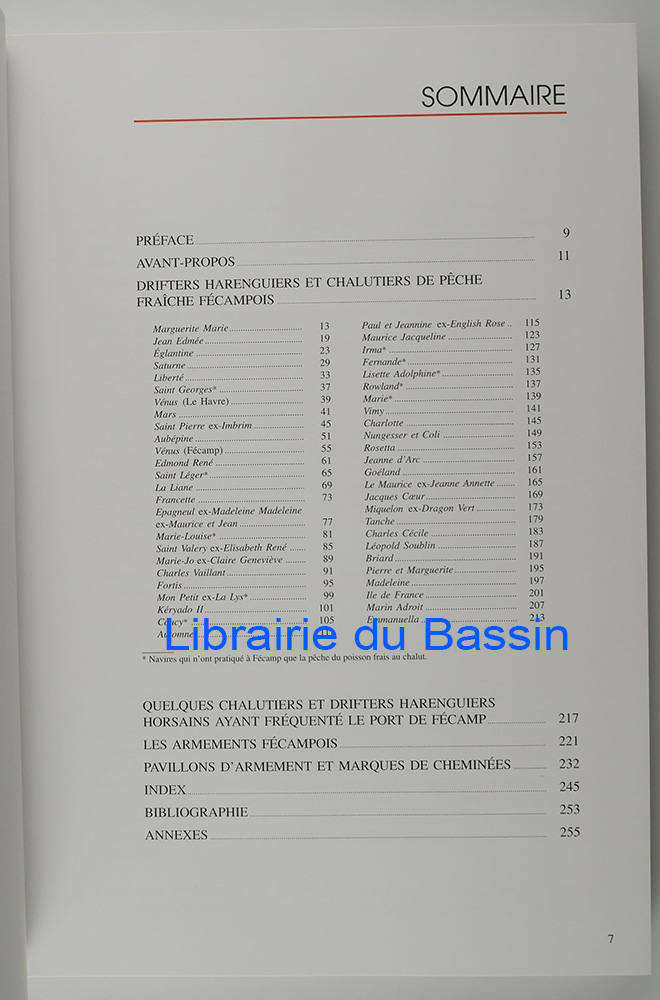 SOMMAIRE
PRÉFACE 9
AVANT-PROPOS 11
DRIFTERS HARENGUIERS ET CHALUTIERS DE PÊCHE
FRAÎCHE FÉCAMPOIS 13
Marguerite Marie 13
Jean Edmée 19
Églantine 23
Saturne 29
Liberté 33
Saint Georges* 37
Vénus (Le Havre) 39
Mars 41
Saint Pierre ex-Imbrim 45
Aubépine 51
Vénus (Fécamp) 55
Edmond René 61
Saint Léger* 65
La Liane 69
Francette 73
Epagneul ex-Madeleine Madeleine
ex-Maurice et Jean 77
Marie-Louise* 81
Saint Valery ex-Elisabeth René 85
Marie-Jo ex-Claire Geneviève 89
Charles Vaillant 91
Fortis 95
Mon Petit ex-La Lys* 99
Kéryado II 101
105
Automne
Paul et Jeannine ex-English Rose 115
Maurice Jacqueline 123
Irma* 127
Fernande* 131
Lisette Adolphine* 135
Rowland* 137
Marie* 139
Vimy 141
Charlotte 145
Nungesser et Coli 149
Rosetta 153
Jeanne d'Arc 157
Goéland 161
Le Maurice ex-Jeanne Annette 165
Jacques Cœur 169
Miquelon ex-Dragon Vert 173
Tanche 179
Charles Cécile 183
Léopold Soublin 187
Briard 191
Pierre et Marguerite 195
Madeleine 197
Ile de France 201
Marin Adroit 207
Emmanuella 213
Librairie du Bassin
* Navires qui n'ont pratiqué à Fécamp que la pêche du poisson frais au chalut.
QUELQUES CHALUTIERS ET DRIFTERS HARENGUIERS
HORSAINS AYANT FRÉQUENTÉ LE PORT DE FÉCAMP 217
LES ARMEMENTS FÉCAMPOIS 221
PAVILLONS D'ARMEMENT ET MARQUES DE CHEMINÉES 232
INDEX 245
BIBLIOGRAPHIE 253
ANNEXES 255
7